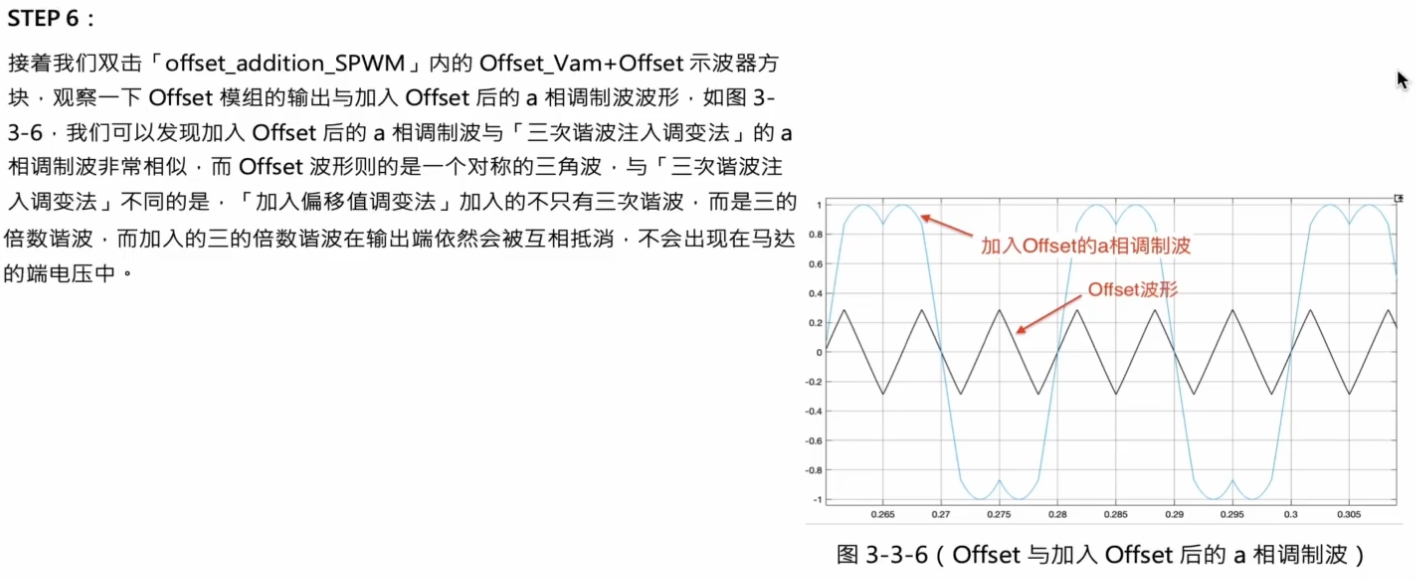 STEP 6：
接着我们双击「offset_addition_SPWM」内的 Offset_Vam+Offset 示波器方
块，观察一下 Offset 模组的输出与加入 Offset 后的 a 相调制波波形，如图 3-
3-6，我们可以发现加入 Offset 后的 a 相调制波与「三次谐波注入调变法」的 a
相调制波非常相似，而 Offset 波形则的是一个对称的三角波，与「三次谐波注
入调变法」不同的是，「加入偏移值调变法」加入的不只有三次谐波，而是三的
倍数谐波，而加入的三的倍数谐波在输出端依然会被互相抵消，不会出现在马达
的端电压中。
1
0.8
0.6
0.4
0.2
0
-0.2
-0.4
-0.6
-0.8
-1
加入Offset的a相调制波
Offset波形
0.265 0.27 0.275 0.28 0.285 0.29 0.295 0.3 0.305
图 3-3-6（Offset 与加入 Offset 后的 a 相调制波）